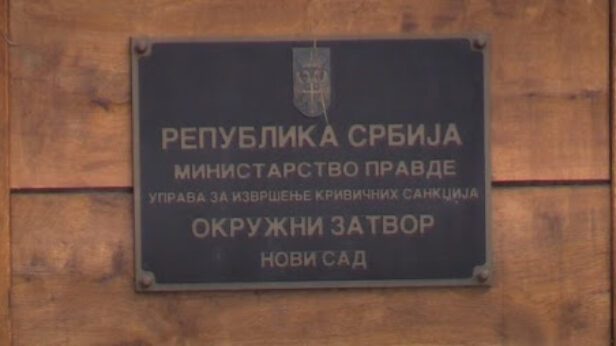 РЕПУБЛИКА СРБИЈА
МИНИСТАРСТВО ПРАВДЕ
УПРАВА ЗА ИЗВРШЕЊЕ КРИВИЧНИХ САНКЦИЈА
ОКРУЖНИ ЗАТВОР
НОВИ САД